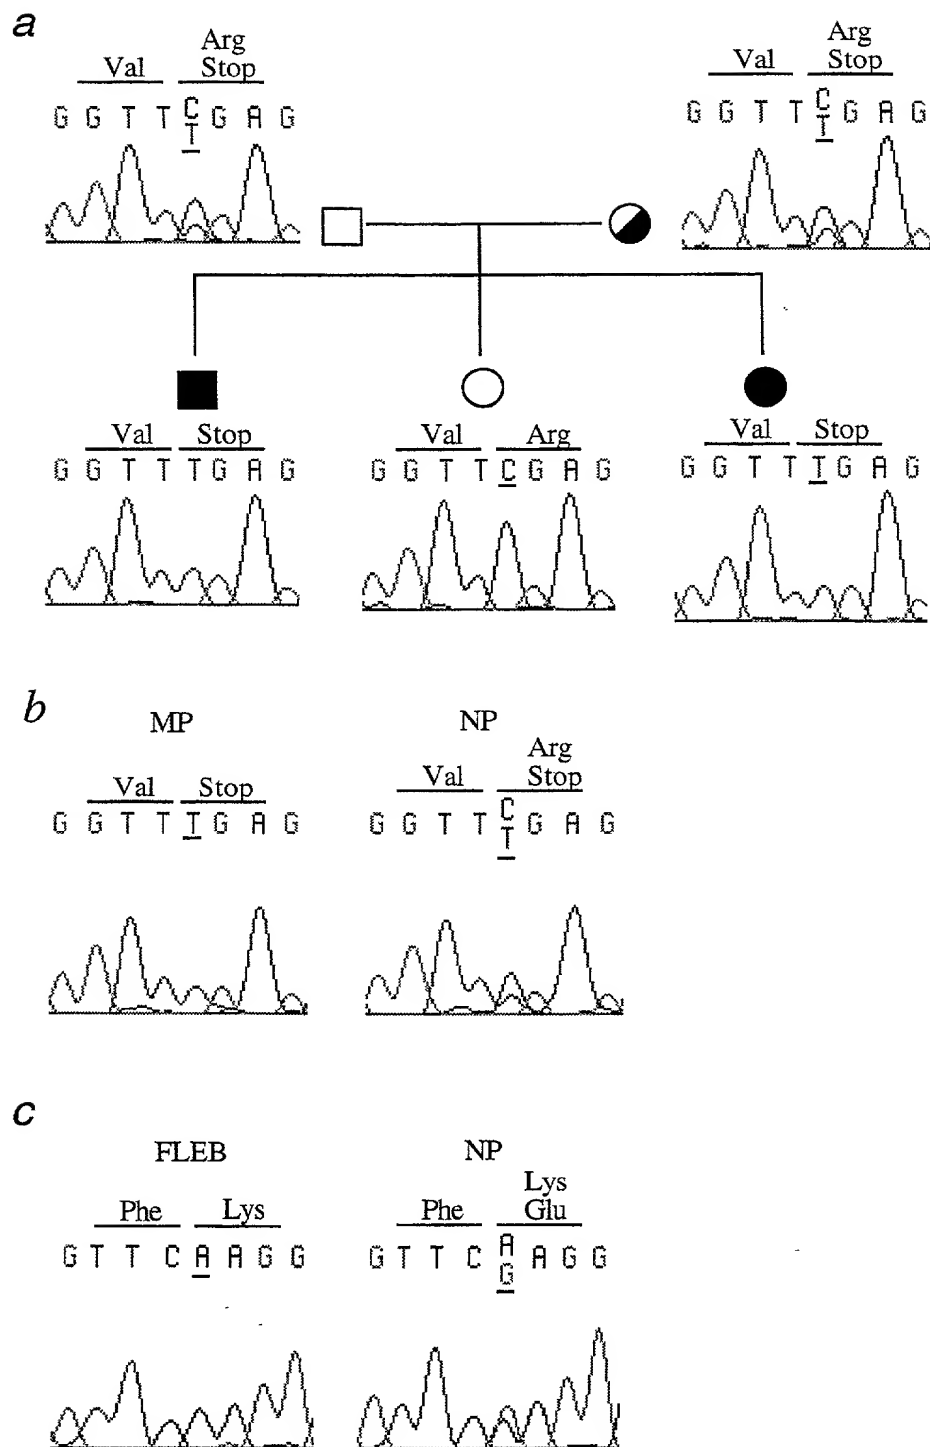 a
Arg
Val Stop
G G T T C G A G
T
Arg
Val Stop
G G T T C G A G
T
Val Stop
G G T T T G A G
Val Arg
G G T T C G A G
Val Stop
G G T T T G A G
b
MP
Val Stop
G G T T T G A G
NP
Arg
Val Stop
G G T T C G A G
T
c
FLEB
Phe Lys
G T T C A A G G
NP
Lys
Phe Glu
G T T C A A G G
G